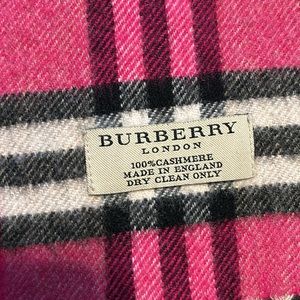 BURBERRY
LONDON
100% CASHMERE
MADE IN ENGLAND
DRY CLEAN ONLY